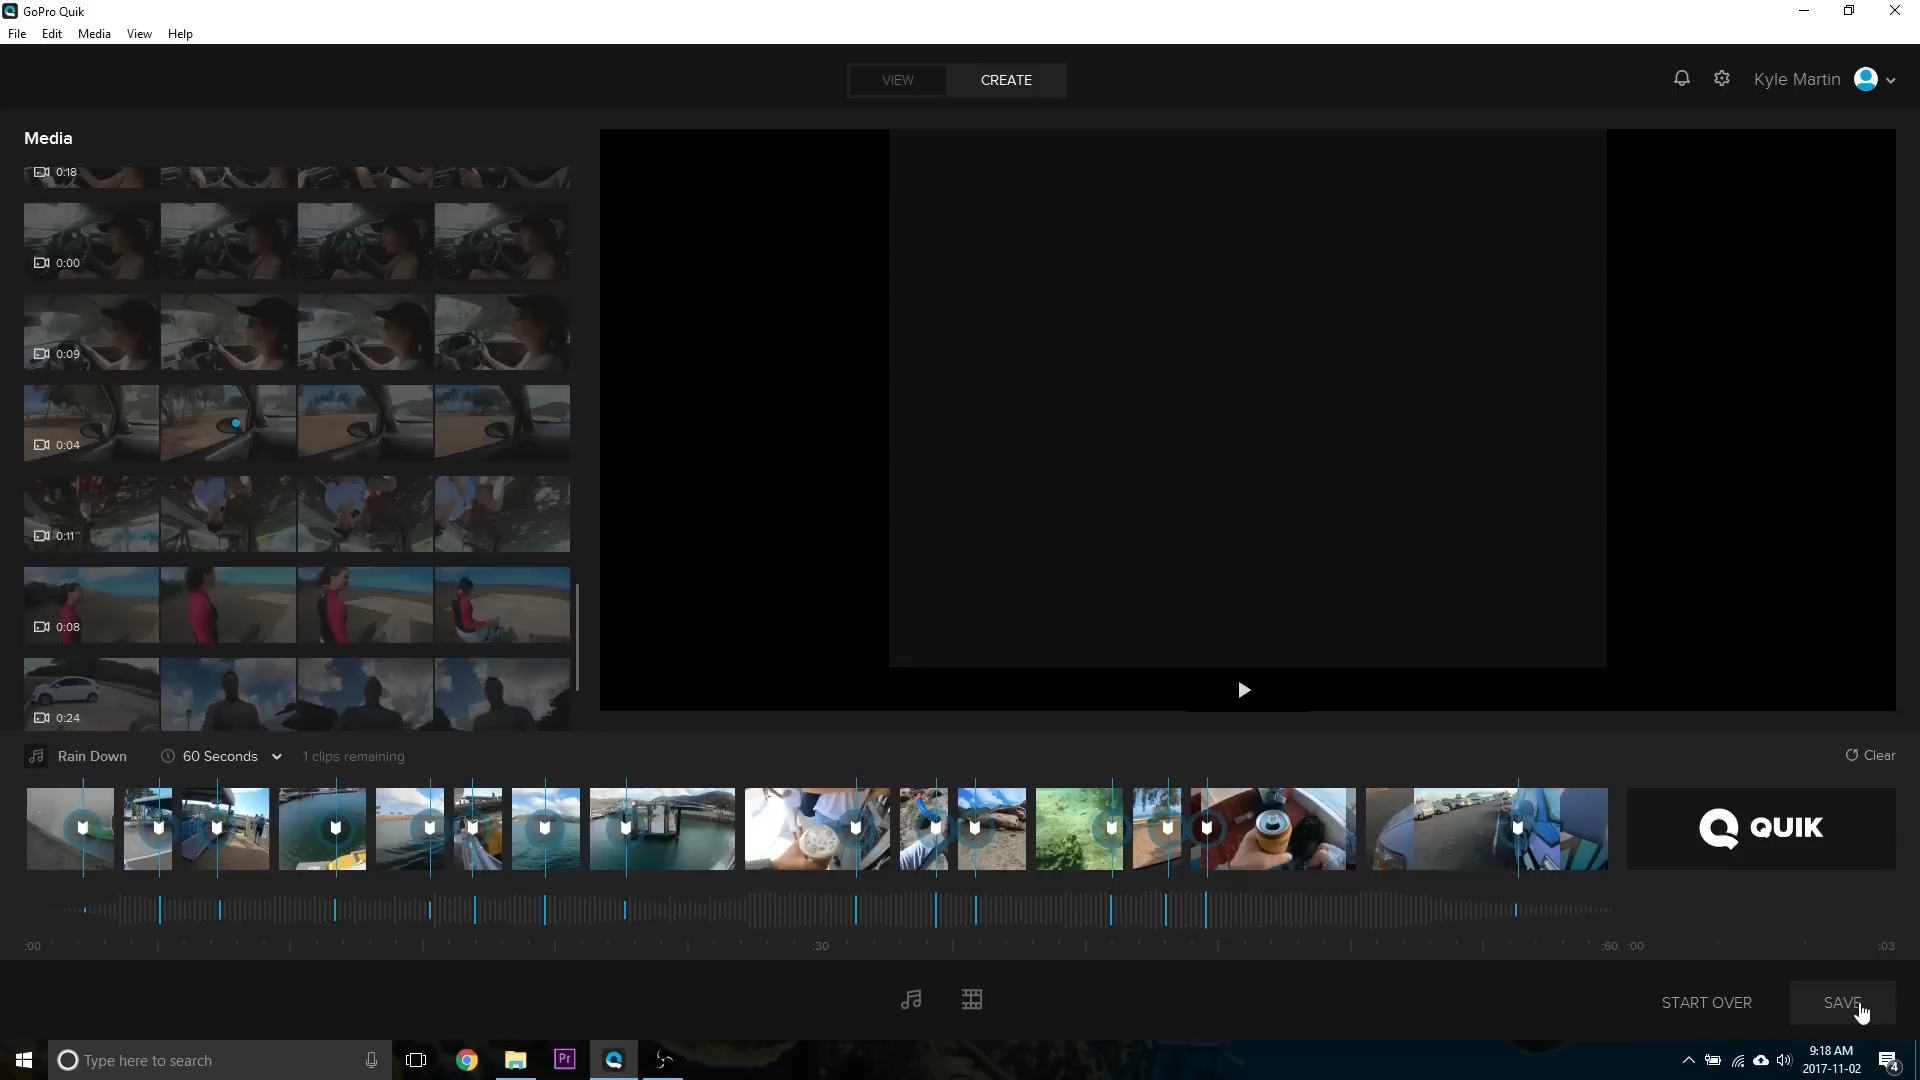 GoPro Quik
File Edit Media View Help
VIEW CREATE
Kyle Martin
Media
0:18
0:00
0:09
0:04
0:11
0:08
0:24
Rain Down 60 Seconds 1 clips remaining Clear
QUIK
:00 :30 :60 :00 :03
START OVER SAVE
Type here to search
Pr
9:18 AM
2017-11-02
4